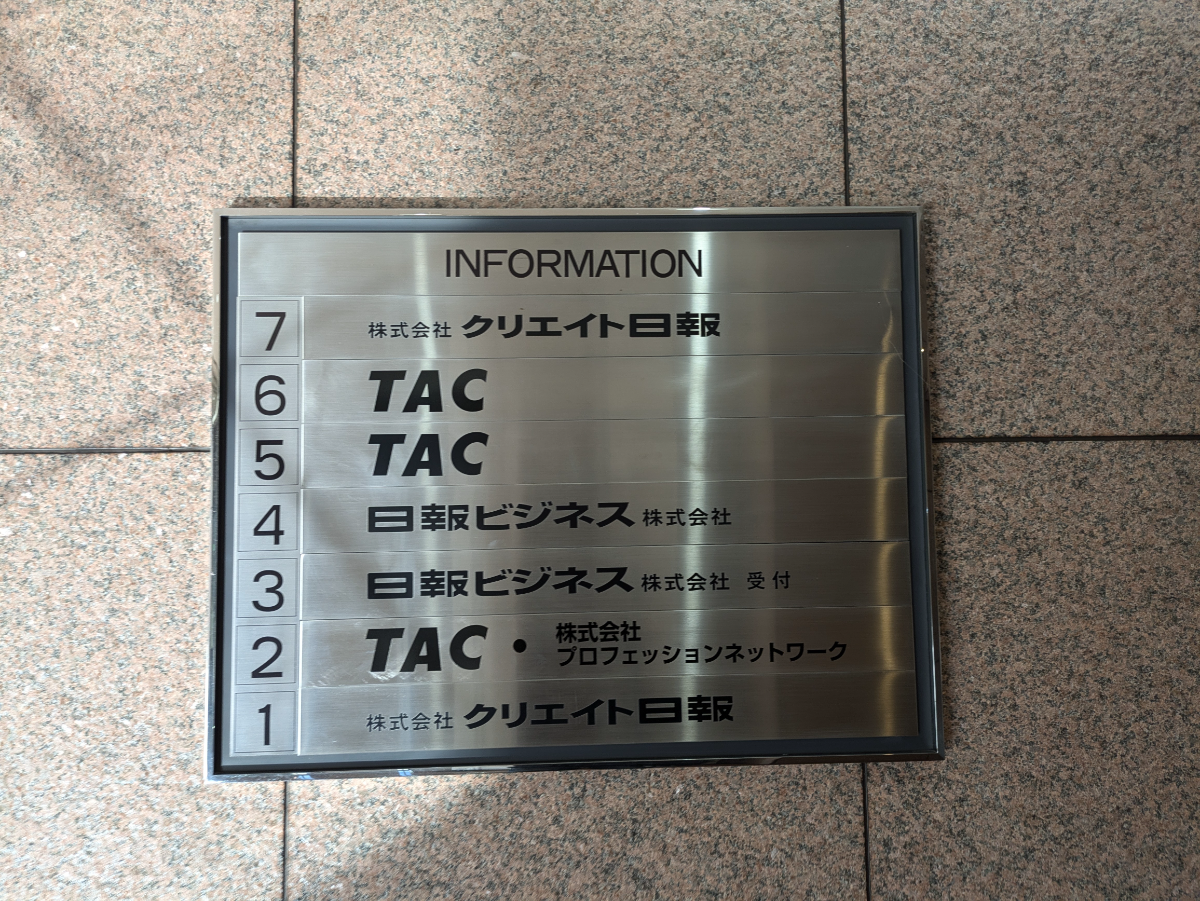 INFORMATION
7 株式会社 クリエイト日報
6 TAC
5 TAC
4 日報ビジネス 株式会社
3 日報ビジネス 株式会社 受付
2 TAC・株式会社
プロフェッションネットワーク
1 株式会社 クリエイト日報